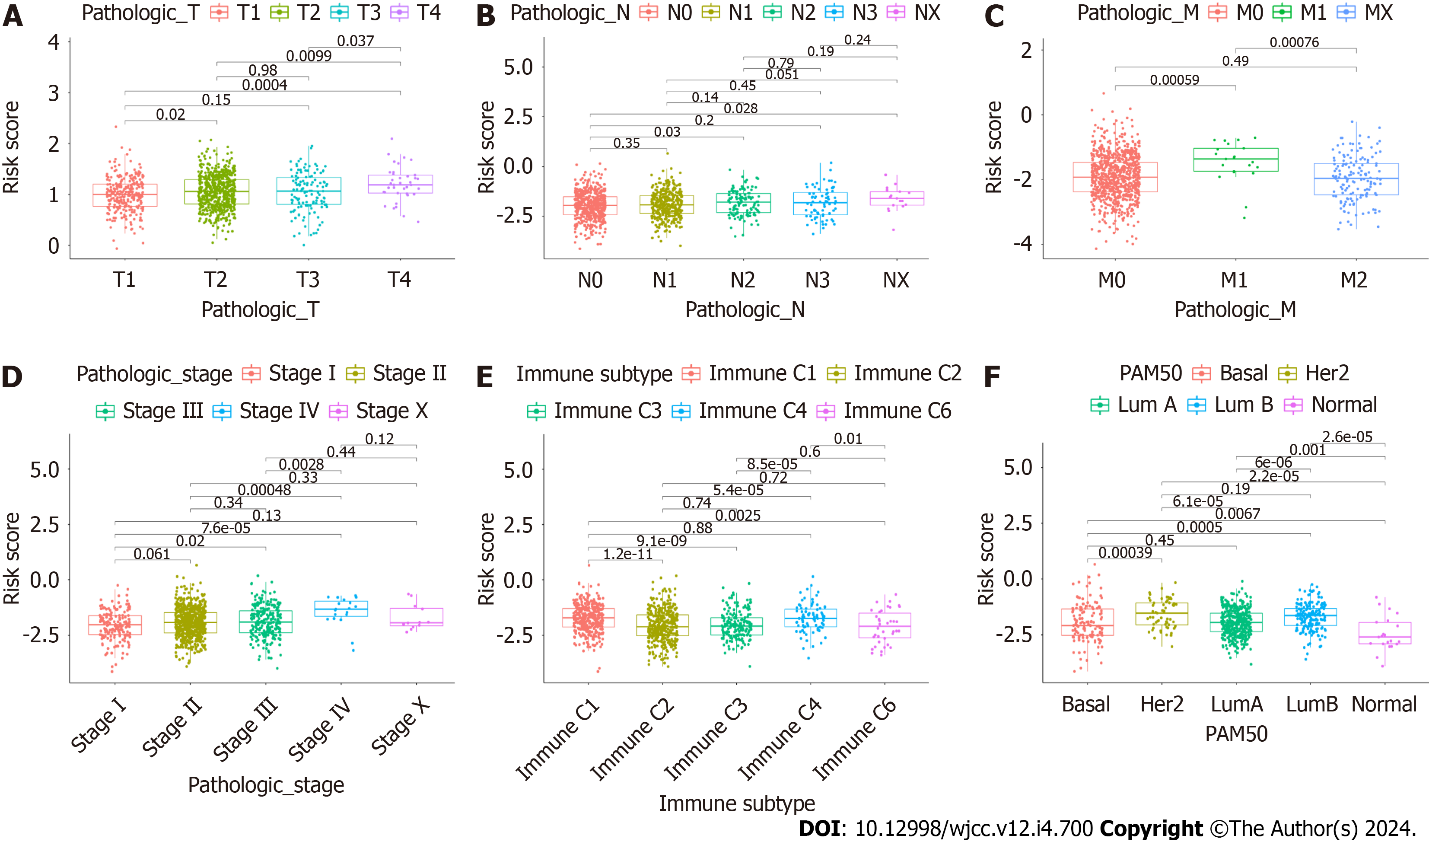 A Pathologic_T T1 T2 T3 T4
4
3
2
1
0
Risk score
0.037
0.0099
0.98
0.0004
0.15
0.02
T1 T2 T3 T4
Pathologic_T
B Pathologic_N N0 N1 N2 N3 NX
5.0
2.5
0.0
-2.5
Risk score
0.24
0.19
0.79
0.051
0.45
0.14
0.028
0.2
0.03
0.35
N0 N1 N2 N3 NX
Pathologic_N
C Pathologic_M M0 M1 MX
2
0
-2
-4
Risk score
0.00076
0.49
0.00059
M0 M1 M2
Pathologic_M
D Pathologic_stage Stage I Stage II
Stage III Stage IV Stage X
5.0
2.5
0.0
-2.5
Risk score
0.12
0.44
0.0028
0.33
0.00048
0.34
0.13
7.6e-05
0.02
0.061
Stage I Stage II Stage III Stage IV Stage X
Pathologic_stage
E Immune subtype Immune C1 Immune C2
Immune C3 Immune C4 Immune C6
5.0
2.5
0.0
-2.5
Risk score
0.01
0.6
8.5e-05
0.72
5.4e-05
0.74
0.0025
0.88
9.1e-09
1.2e-11
Immune C1 Immune C2 Immune C3 Immune C4 Immune C6
Immune subtype
F PAM50 Basal Her2
Lum A Lum B Normal
5.0
2.5
0.0
-2.5
Risk score
2.6e-05
0.001
6e-06
2.2e-05
0.19
6.1e-05
0.0067
0.0005
0.45
0.00039
Basal Her2 LumA LumB Normal
PAM50
DOI: 10.12998/wjcc.v12.i4.700 Copyright ©The Author(s) 2024.